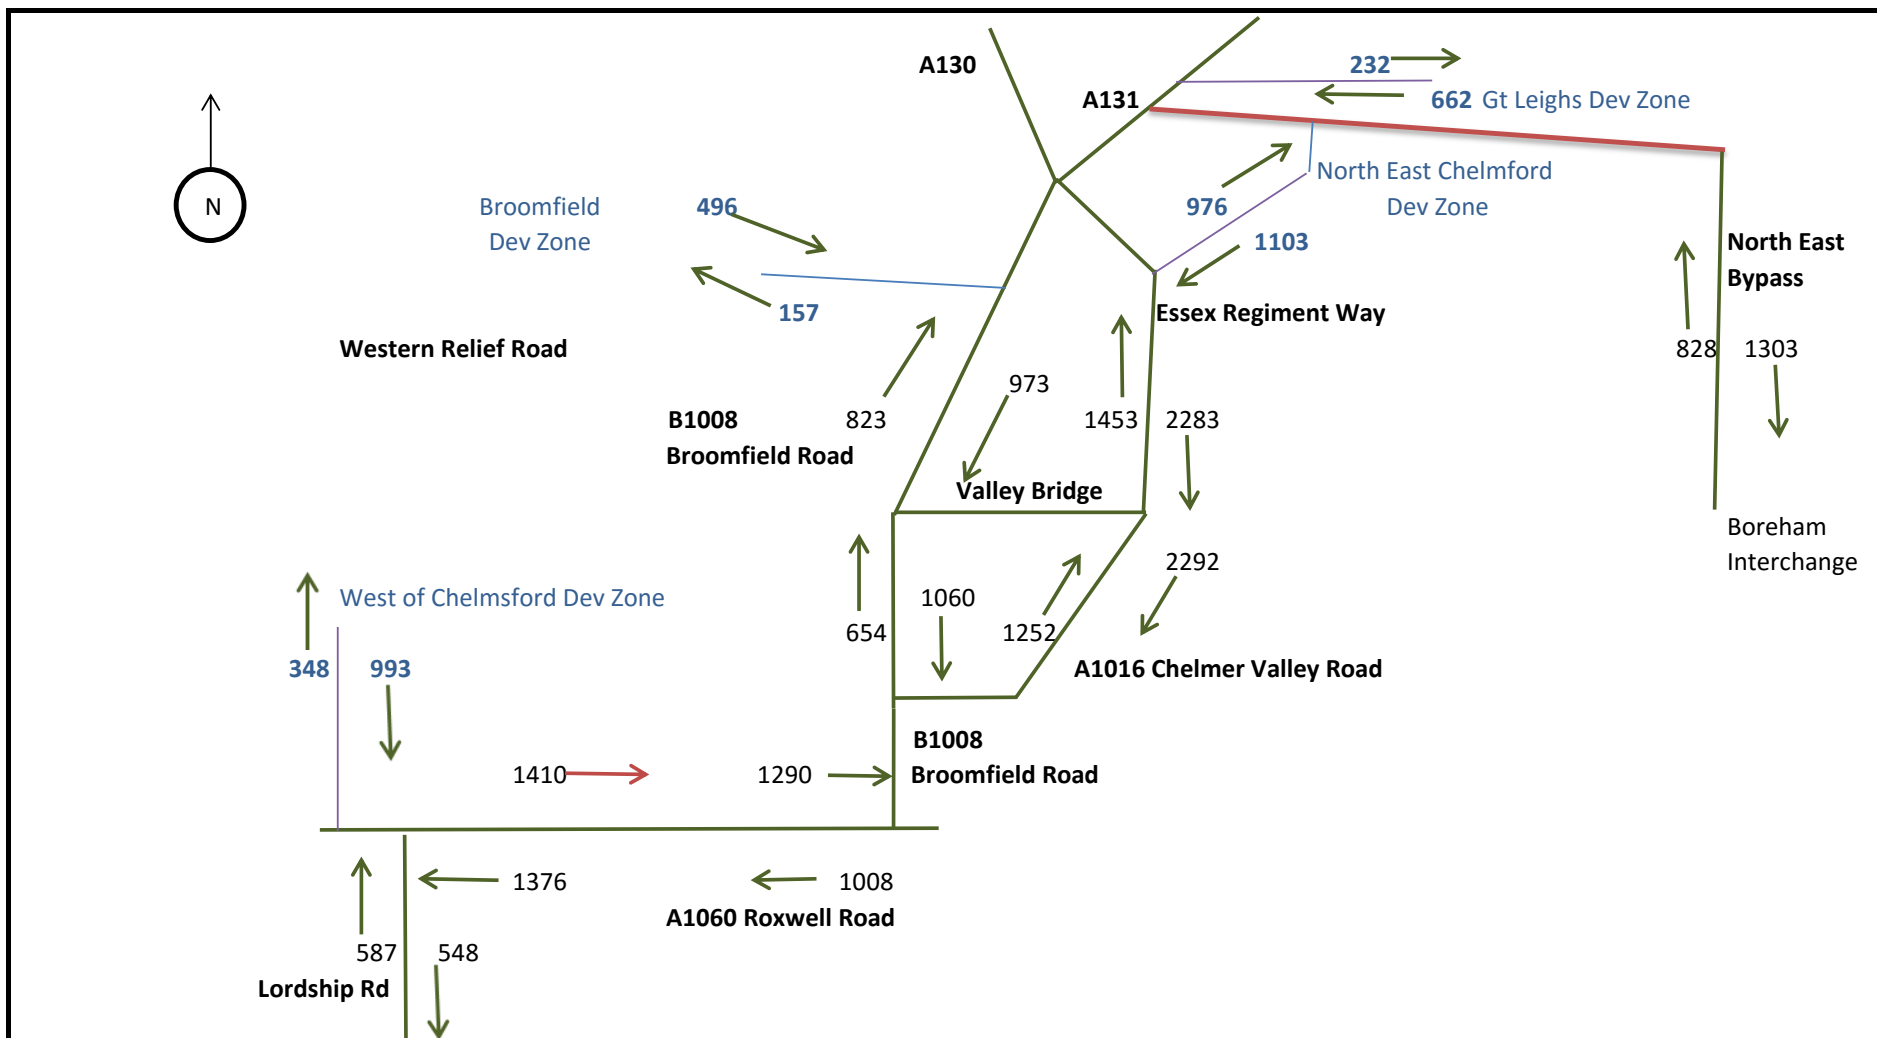 A130
232
A131
662 Gt Leighs Dev Zone
N
Broomfield
Dev Zone
496
North East Chelmford
Dev Zone
976
1103
North East
Bypass
157
Essex Regiment Way
Western Relief Road
828
1303
973
B1008
Broomfield Road
823
1453
2283
Valley Bridge
Boreham
Interchange
2292
West of Chelmsford Dev Zone
1060
654
1252
348
993
A1016 Chelmer Valley Road
B1008
Broomfield Road
1410
1290
1376
1008
A1060 Roxwell Road
587
548
Lordship Rd